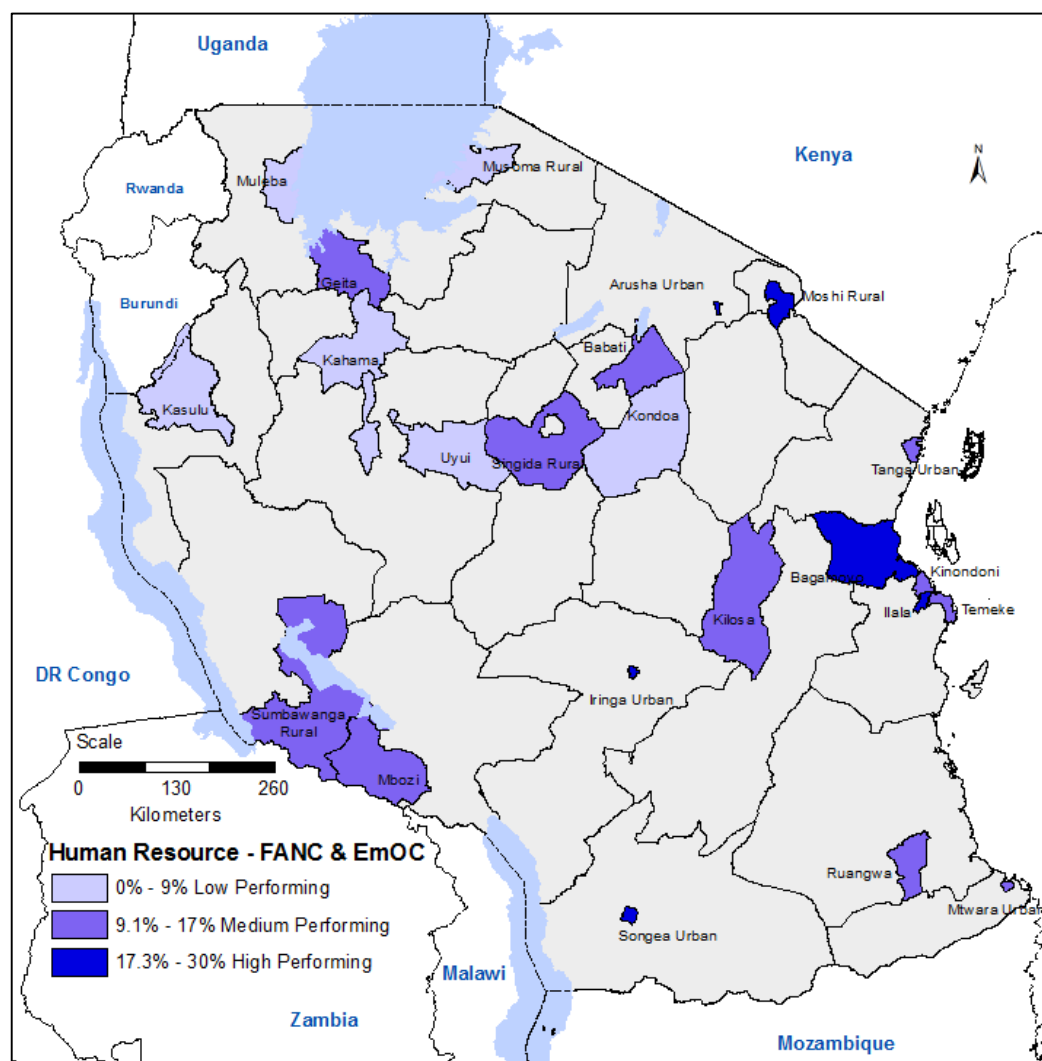 Uganda
Kenya
N
Rwanda
Muleba
Musoma Rural
Burundi
Geita
Arusha Urban
Moshi Rural
Kahama
Babati
Kasulu
Kondoa
Uyui
Singida Rural
Tanga Urban
Bagamoyo
Kinondoni
Ilala
Temeke
Kilosa
DR Congo
Iringa Urban
Sumbawanga
Rural
Mbozi
Scale
0 130 260
Kilometers
Human Resource - FANC & EmOC
0% - 9% Low Performing
9.1% - 17% Medium Performing
17.3% - 30% High Performing
Ruangwa
Mtwara Urban
Songea Urban
Malawi
Zambia
Mozambique